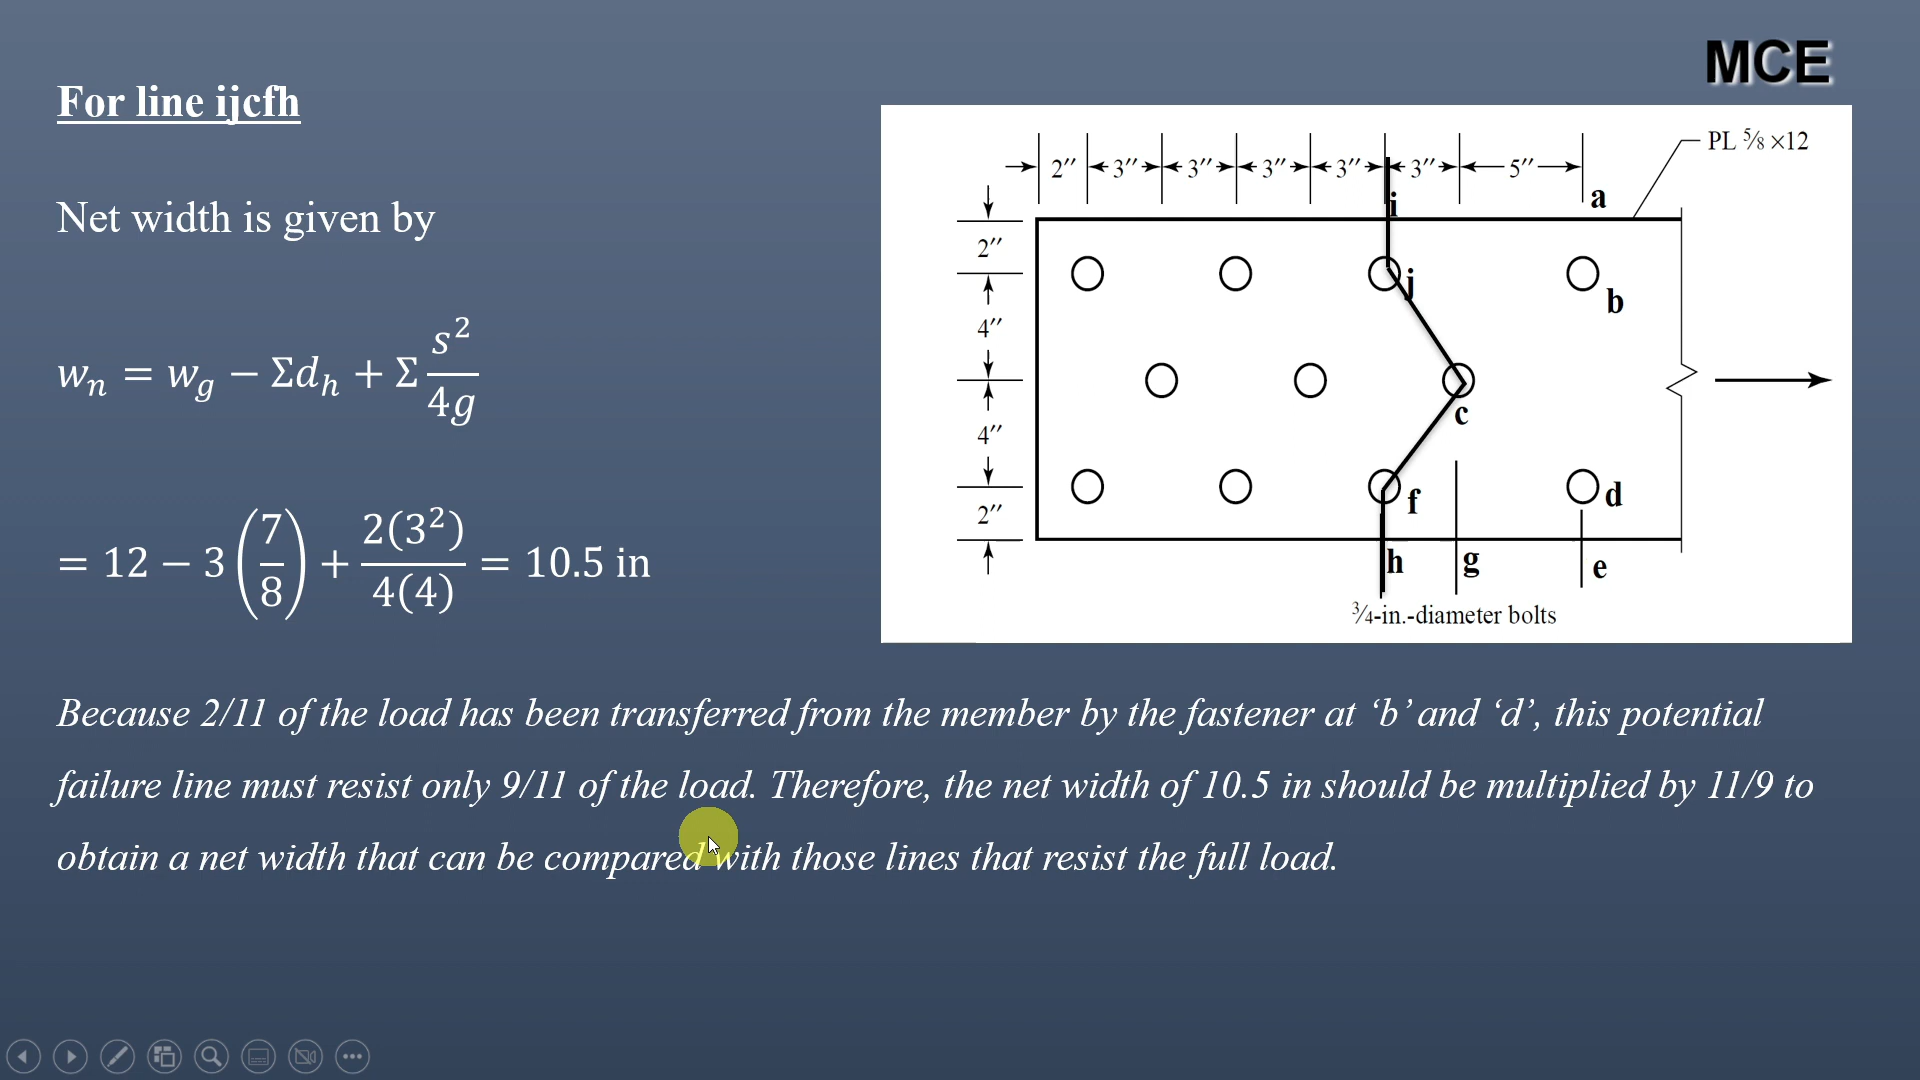 MCE
For line ijcfh
Net width is given by
wₙ = w_g − Σd_h + Σ s²/4g
= 12 − 3(7/8) + 2(3²)/4(4) = 10.5 in
PL ⅝ ×12
2″ 3″ 3″ 3″ 3″ 3″ 5″
a
i
2″
j
b
4″
c
4″
f
d
2″
h
g
e
¾-in.-diameter bolts
Because 2/11 of the load has been transferred from the member by the fastener at ‘b’ and ‘d’, this potential
failure line must resist only 9/11 of the load. Therefore, the net width of 10.5 in should be multiplied by 11/9 to
obtain a net width that can be compared with those lines that resist the full load.